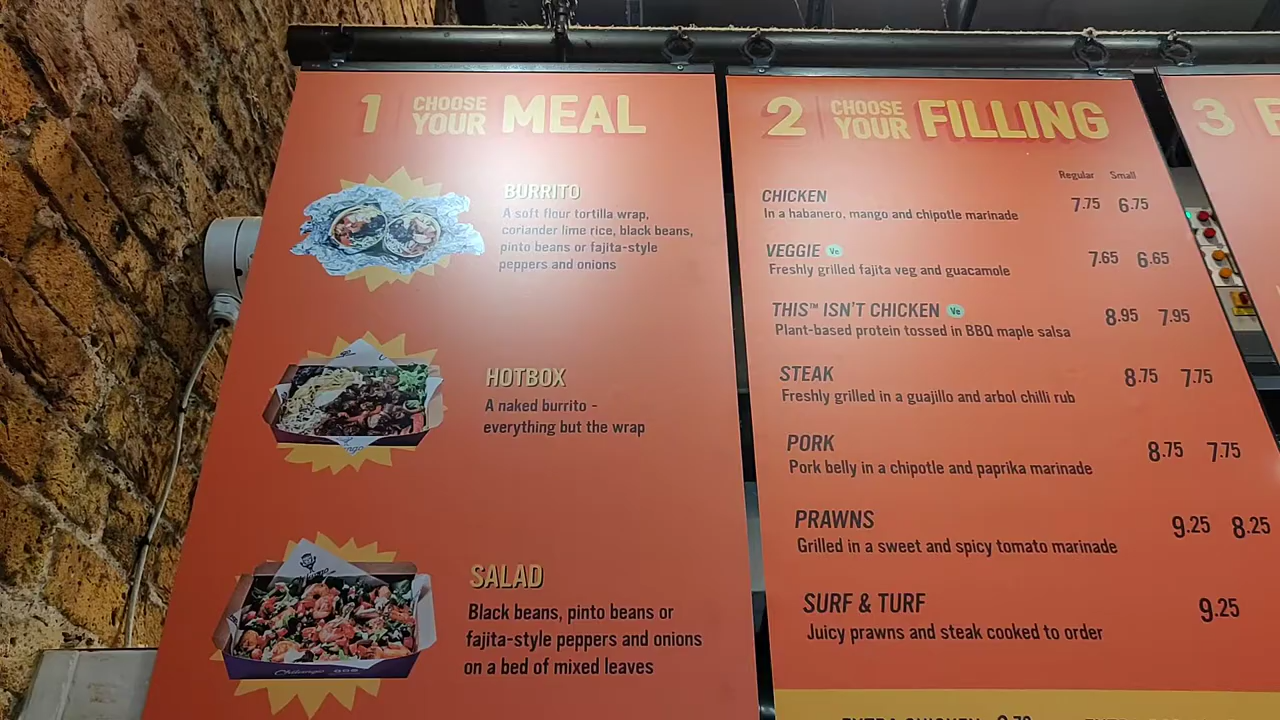 1 CHOOSE YOUR MEAL
BURRITO
A soft flour tortilla wrap,
coriander lime rice, black beans,
pinto beans or fajita-style
peppers and onions
HOTBOX
A naked burrito -
everything but the wrap
SALAD
Black beans, pinto beans or
fajita-style peppers and onions
on a bed of mixed leaves
Chilango
2 CHOOSE YOUR FILLING
Regular Small
CHICKEN 7.75 6.75
In a habanero, mango and chipotle marinade
VEGGIE Ve 7.65 6.65
Freshly grilled fajita veg and guacamole
THIS™ ISN'T CHICKEN Ve 8.95 7.95
Plant-based protein tossed in BBQ maple salsa
STEAK 8.75 7.75
Freshly grilled in a guajillo and arbol chilli rub
PORK 8.75 7.75
Pork belly in a chipotle and paprika marinade
PRAWNS 9.25 8.25
Grilled in a sweet and spicy tomato marinade
SURF & TURF 9.25
Juicy prawns and steak cooked to order
3 F